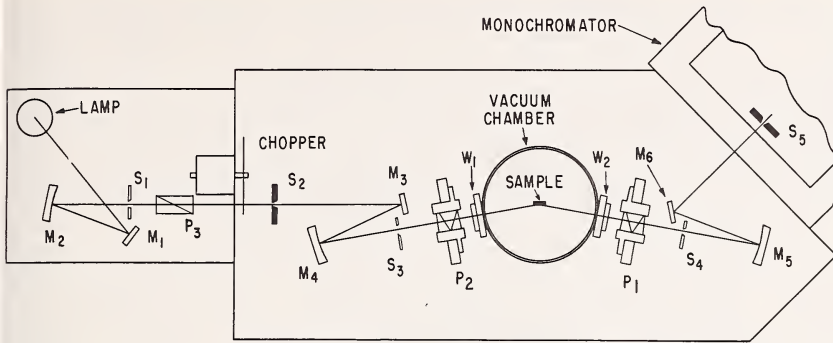 MONOCHROMATOR
LAMP
CHOPPER
VACUUM
CHAMBER
SAMPLE
S₁
S₂
M₃
W₁
W₂
M₆
S₅
M₂
M₁
P₃
M₄
S₃
P₂
P₁
S₄
M₅